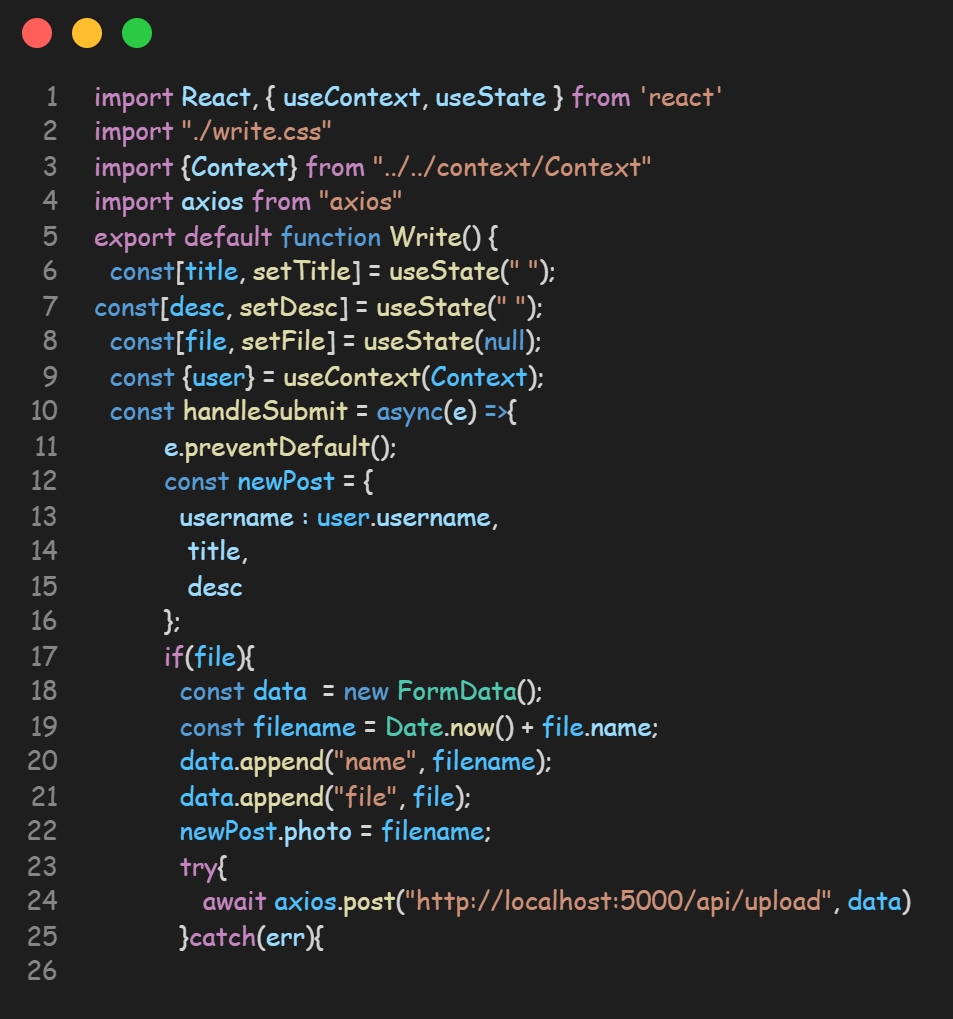 1 import React, { useContext, useState } from 'react'
2 import "./write.css"
3 import {Context} from "../../context/Context"
4 import axios from "axios"
5 export default function Write() {
6   const[title, setTitle] = useState(" ");
7 const[desc, setDesc] = useState(" ");
8   const[file, setFile] = useState(null);
9   const {user} = useContext(Context);
10   const handleSubmit = async(e) =>{
11         e.preventDefault();
12         const newPost = {
13           username : user.username,
14            title,
15            desc
16         };
17         if(file){
18           const data  = new FormData();
19           const filename = Date.now() + file.name;
20           data.append("name", filename);
21           data.append("file", file);
22           newPost.photo = filename;
23           try{
24              await axios.post("http://localhost:5000/api/upload", data)
25           }catch(err){
26